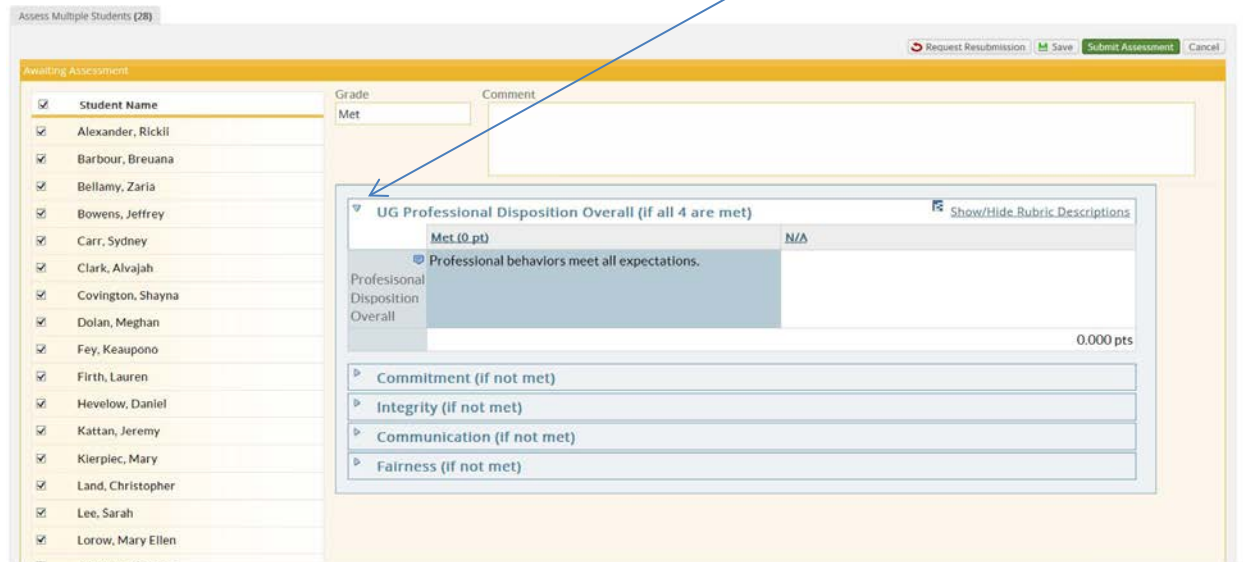 Assess Multiple Students (28)
Request Resubmission Save Submit Assessment Cancel
Awaiting Assessment
Student Name
Alexander, Rickii
Barbour, Breuana
Bellamy, Zaria
Bowens, Jeffrey
Carr, Sydney
Clark, Alvajah
Covington, Shayna
Dolan, Meghan
Fey, Keaupono
Firth, Lauren
Hevelow, Daniel
Kattan, Jeremy
Kierpiec, Mary
Land, Christopher
Lee, Sarah
Lorow, Mary Ellen
Grade Comment
Met
UG Professional Disposition Overall (if all 4 are met) Show/Hide Rubric Descriptions
Met (0 pt) N/A
Professional behaviors meet all expectations.
Profesisonal
Disposition
Overall
0.000 pts
Commitment (if not met)
Integrity (if not met)
Communication (if not met)
Fairness (if not met)